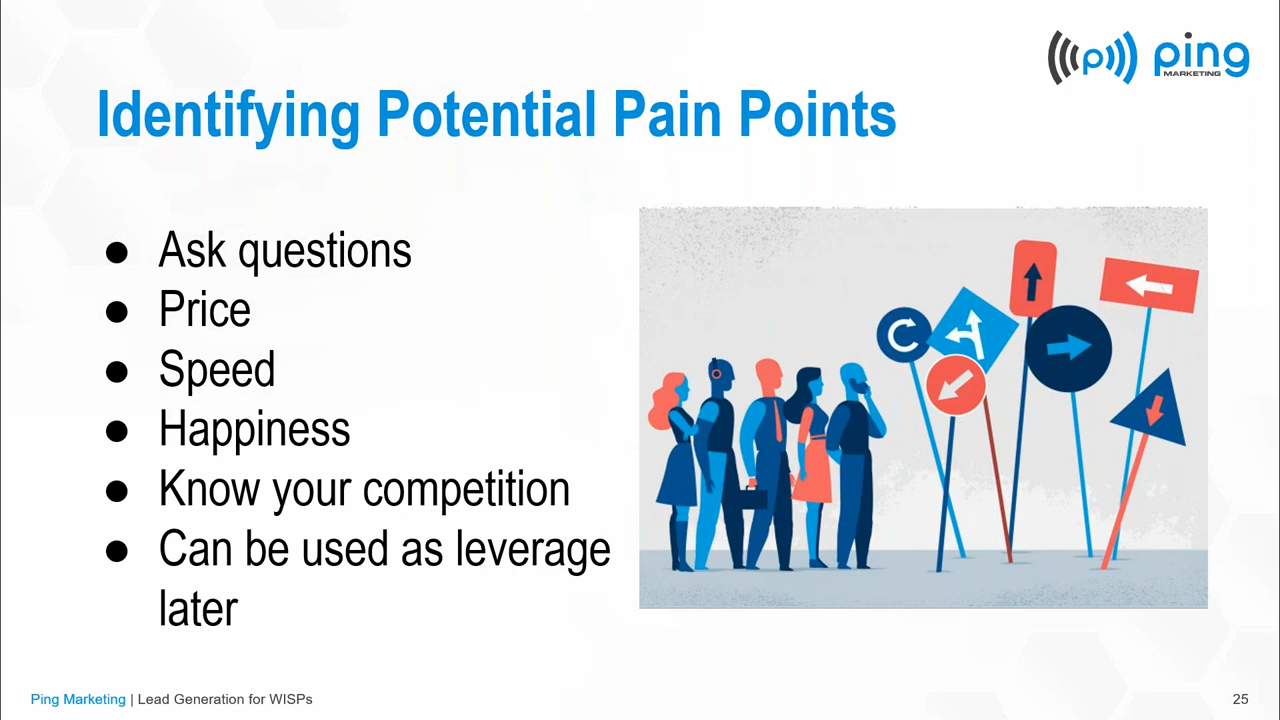 (p) ping
MARKETING
Identifying Potential Pain Points
● Ask questions
● Price
● Speed
● Happiness
● Know your competition
● Can be used as leverage
later
Ping Marketing | Lead Generation for WISPs
25